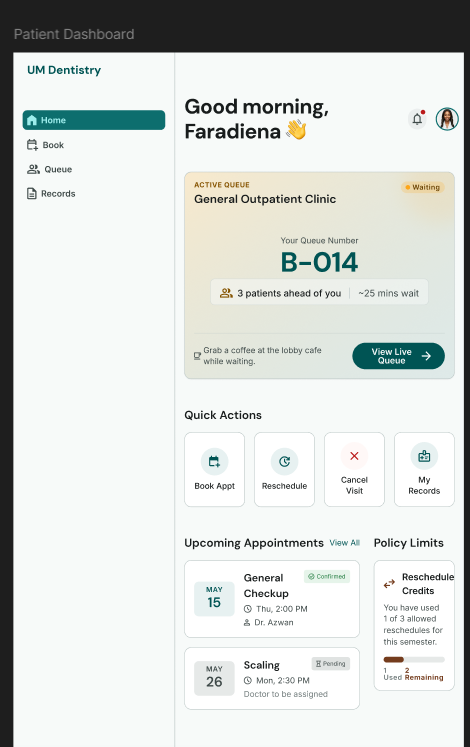 Patient Dashboard
UM Dentistry
Home
Book
Queue
Records
Good morning,
Faradiena 👋
ACTIVE QUEUE
Waiting
General Outpatient Clinic
Your Queue Number
B-014
3 patients ahead of you
~25 mins wait
Grab a coffee at the lobby cafe
while waiting.
View Live
Queue
Quick Actions
Book Appt
Reschedule
Cancel
Visit
My
Records
Upcoming Appointments
View All
MAY
15
General
Checkup
Confirmed
Thu, 2:00 PM
Dr. Azwan
MAY
26
Scaling
Pending
Mon, 2:30 PM
Doctor to be assigned
Policy Limits
Reschedule
Credits
You have used
1 of 3 allowed
reschedules for
this semester.
1
Used
2
Remaining